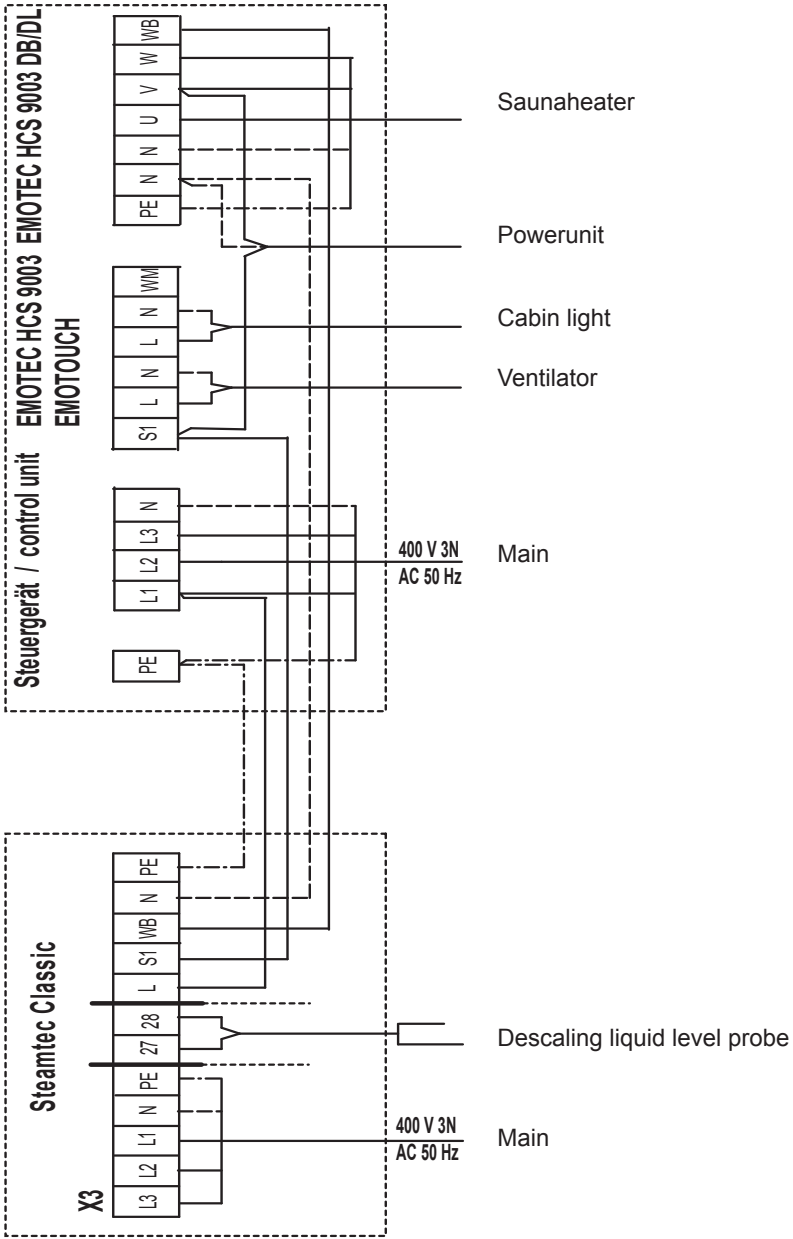 Steuergerät / control unit EMOTEC HCS 9003 EMOTEC HCS 9003 DB/DL
EMOTOUCH
WB
W
V
U
N
N
PE
Saunaheater
Powerunit
WM
N
L
N
L
S1
Cabin light
Ventilator
N
L3
L2
L1
400 V 3N
AC 50 Hz
Main
PE
Steamtec Classic
PE
N
WB
S1
L
28
27
PE
N
L1
L2
L3
X3
Descaling liquid level probe
400 V 3N
AC 50 Hz
Main